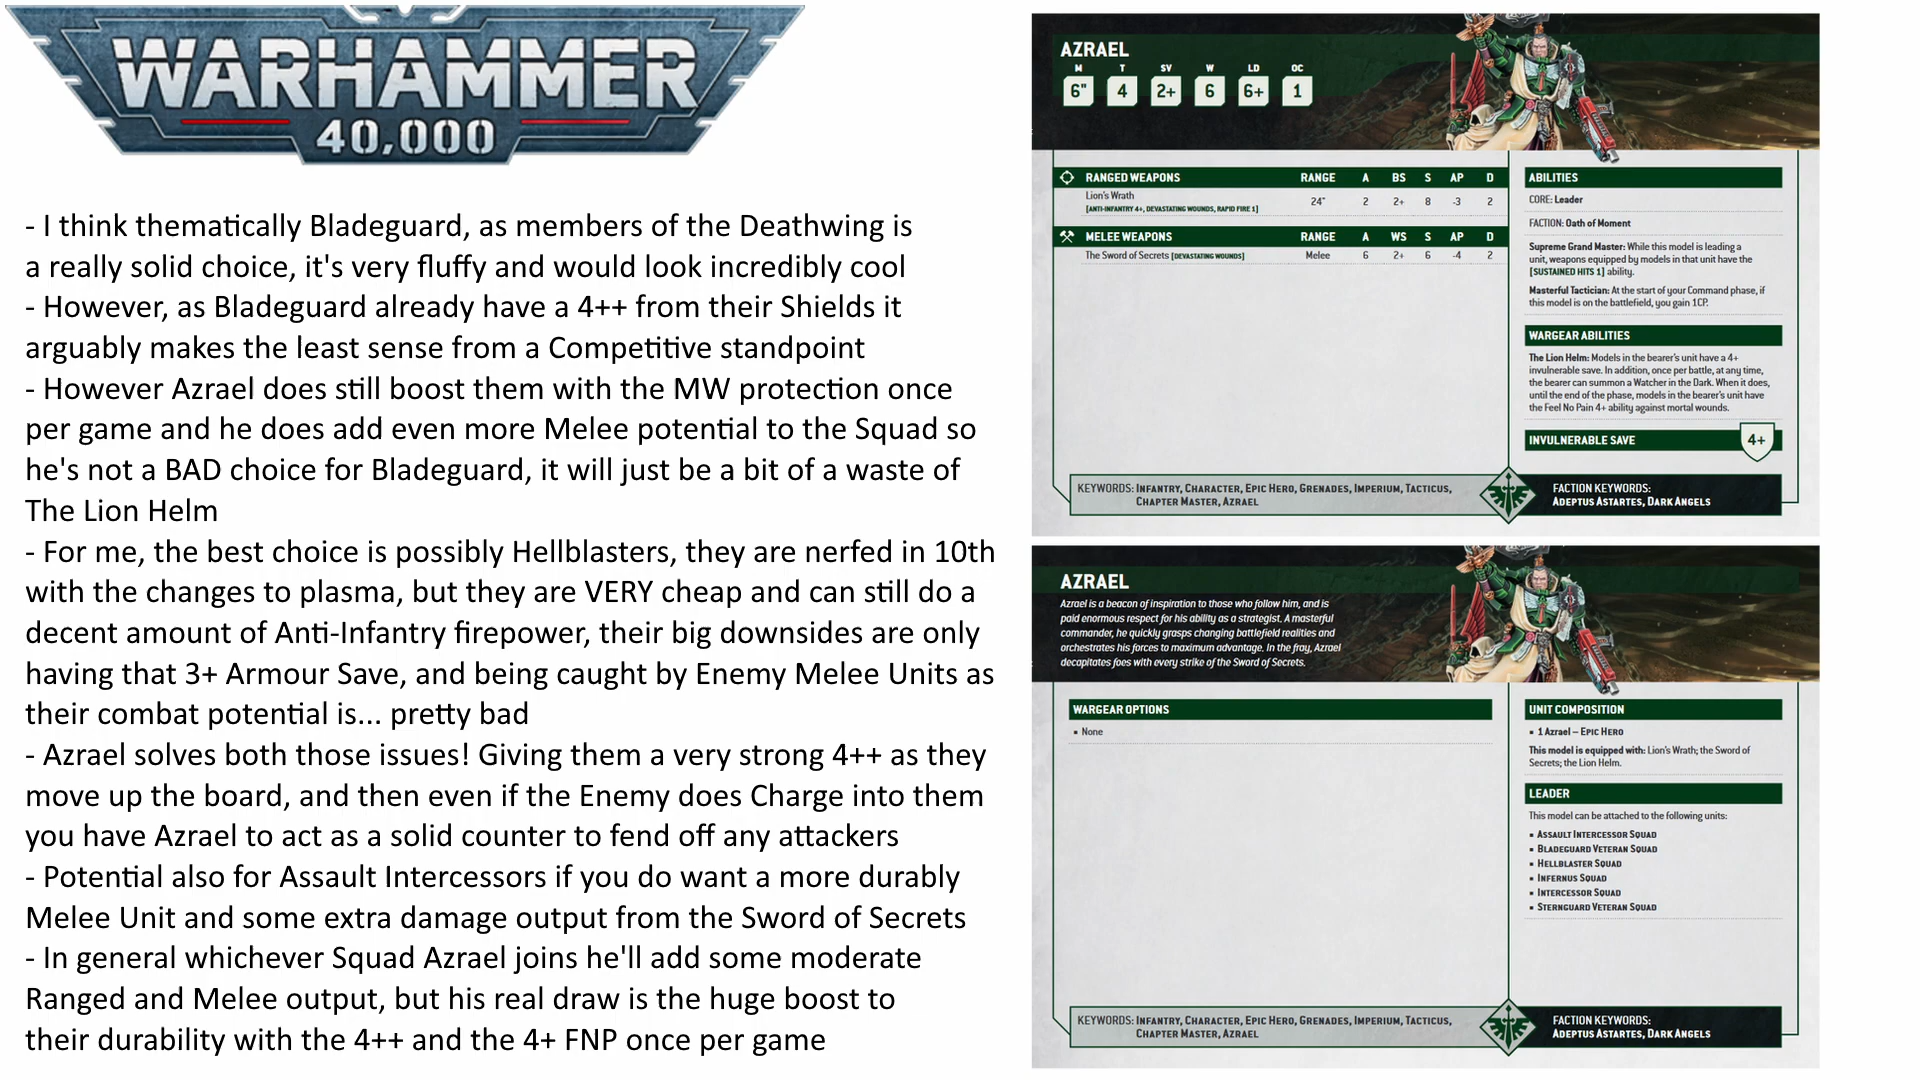 WARHAMMER
40,000
- I think thematically Bladeguard, as members of the Deathwing is
a really solid choice, it's very fluffy and would look incredibly cool
- However, as Bladeguard already have a 4++ from their Shields it
arguably makes the least sense from a Competitive standpoint
- However Azrael does still boost them with the MW protection once
per game and he does add even more Melee potential to the Squad so
he's not a BAD choice for Bladeguard, it will just be a bit of a waste of
The Lion Helm
- For me, the best choice is possibly Hellblasters, they are nerfed in 10th
with the changes to plasma, but they are VERY cheap and can still do a
decent amount of Anti-Infantry firepower, their big downsides are only
having that 3+ Armour Save, and being caught by Enemy Melee Units as
their combat potential is... pretty bad
- Azrael solves both those issues! Giving them a very strong 4++ as they
move up the board, and then even if the Enemy does Charge into them
you have Azrael to act as a solid counter to fend off any attackers
- Potential also for Assault Intercessors if you do want a more durably
Melee Unit and some extra damage output from the Sword of Secrets
- In general whichever Squad Azrael joins he'll add some moderate
Ranged and Melee output, but his real draw is the huge boost to
their durability with the 4++ and the 4+ FNP once per game
AZRAEL
M T SV W LD OC
6" 4 2+ 6 6+ 1
RANGED WEAPONS RANGE A BS S AP D
Lion's Wrath
[ANTI-INFANTRY 4+, DEVASTATING WOUNDS, RAPID FIRE 1] 24" 2 2+ 8 -3 2
MELEE WEAPONS RANGE A WS S AP D
The Sword of Secrets [DEVASTATING WOUNDS] Melee 6 2+ 6 -4 2
ABILITIES
CORE: Leader
FACTION: Oath of Moment
Supreme Grand Master: While this model is leading a
unit, weapons equipped by models in that unit have the
[SUSTAINED HITS 1] ability.
Masterful Tactician: At the start of your Command phase, if
this model is on the battlefield, you gain 1CP.
WARGEAR ABILITIES
The Lion Helm: Models in the bearer's unit have a 4+
invulnerable save. In addition, once per battle, at any time,
the bearer can summon a Watcher in the Dark. When it does,
until the end of the phase, models in the bearer's unit have
the Feel No Pain 4+ ability against mortal wounds.
INVULNERABLE SAVE 4+
KEYWORDS: INFANTRY, CHARACTER, EPIC HERO, GRENADES, IMPERIUM, TACTICUS,
CHAPTER MASTER, AZRAEL
FACTION KEYWORDS:
ADEPTUS ASTARTES, DARK ANGELS
AZRAEL
Azrael is a beacon of inspiration to those who follow him, and is
paid enormous respect for his ability as a strategist. A masterful
commander, he quickly grasps changing battlefield realities and
orchestrates his forces to maximum advantage. In the fray, Azrael
decapitates foes with every strike of the Sword of Secrets.
WARGEAR OPTIONS
▪ None
UNIT COMPOSITION
▪ 1 Azrael – EPIC HERO
This model is equipped with: Lion's Wrath; the Sword of
Secrets; the Lion Helm.
LEADER
This model can be attached to the following units:
▪ ASSAULT INTERCESSOR SQUAD
▪ BLADEGUARD VETERAN SQUAD
▪ HELLBLASTER SQUAD
▪ INFERNUS SQUAD
▪ INTERCESSOR SQUAD
▪ STERNGUARD VETERAN SQUAD
KEYWORDS: INFANTRY, CHARACTER, EPIC HERO, GRENADES, IMPERIUM, TACTICUS,
CHAPTER MASTER, AZRAEL
FACTION KEYWORDS:
ADEPTUS ASTARTES, DARK ANGELS